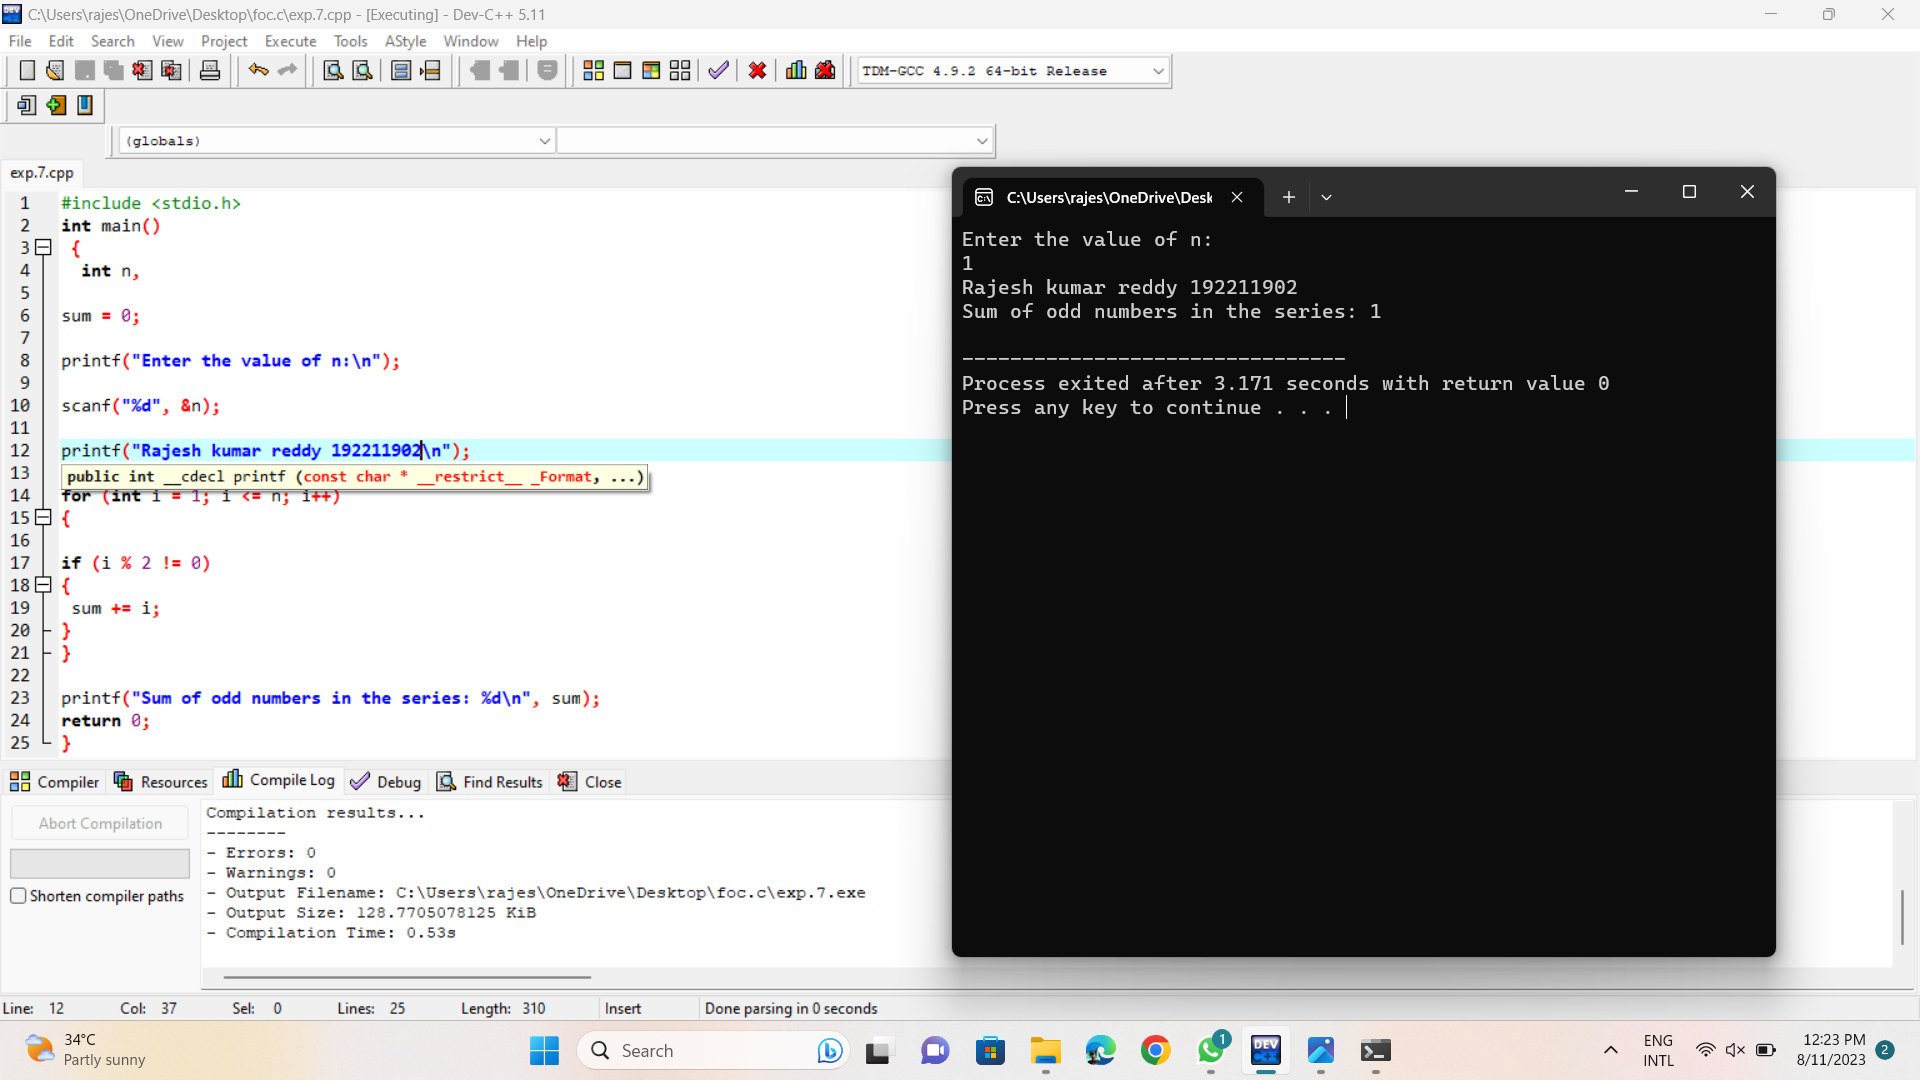 C:\Users\rajes\OneDrive\Desktop\foc.c\exp.7.cpp - [Executing] - Dev-C++ 5.11
File Edit Search View Project Execute Tools AStyle Window Help
TDM-GCC 4.9.2 64-bit Release
(globals)
exp.7.cpp
1 #include <stdio.h>
2 int main()
3 {
4 int n,
5
6 sum = 0;
7
8 printf("Enter the value of n:\n");
9
10 scanf("%d", &n);
11
12 printf("Rajesh kumar reddy 192211902\n");
13 public int __cdecl printf (const char * __restrict__ _Format, ...)
14 for (int i = 1; i <= n; i++)
15 {
16
17 if (i % 2 != 0)
18 {
19 sum += i;
20 }
21 }
22
23 printf("Sum of odd numbers in the series: %d\n", sum);
24 return 0;
25 }
C:\Users\rajes\OneDrive\Desk
Enter the value of n:
1
Rajesh kumar reddy 192211902
Sum of odd numbers in the series: 1
--------------------------------
Process exited after 3.171 seconds with return value 0
Press any key to continue . . .
Compiler Resources Compile Log Debug Find Results Close
Abort Compilation
Shorten compiler paths
Compilation results...
--------
- Errors: 0
- Warnings: 0
- Output Filename: C:\Users\rajes\OneDrive\Desktop\foc.c\exp.7.exe
- Output Size: 128.7705078125 KiB
- Compilation Time: 0.53s
Line: 12 Col: 37 Sel: 0 Lines: 25 Length: 310 Insert Done parsing in 0 seconds
34°C
Partly sunny
Search
1
DEV
C++
ENG
INTL
12:23 PM
8/11/2023
2